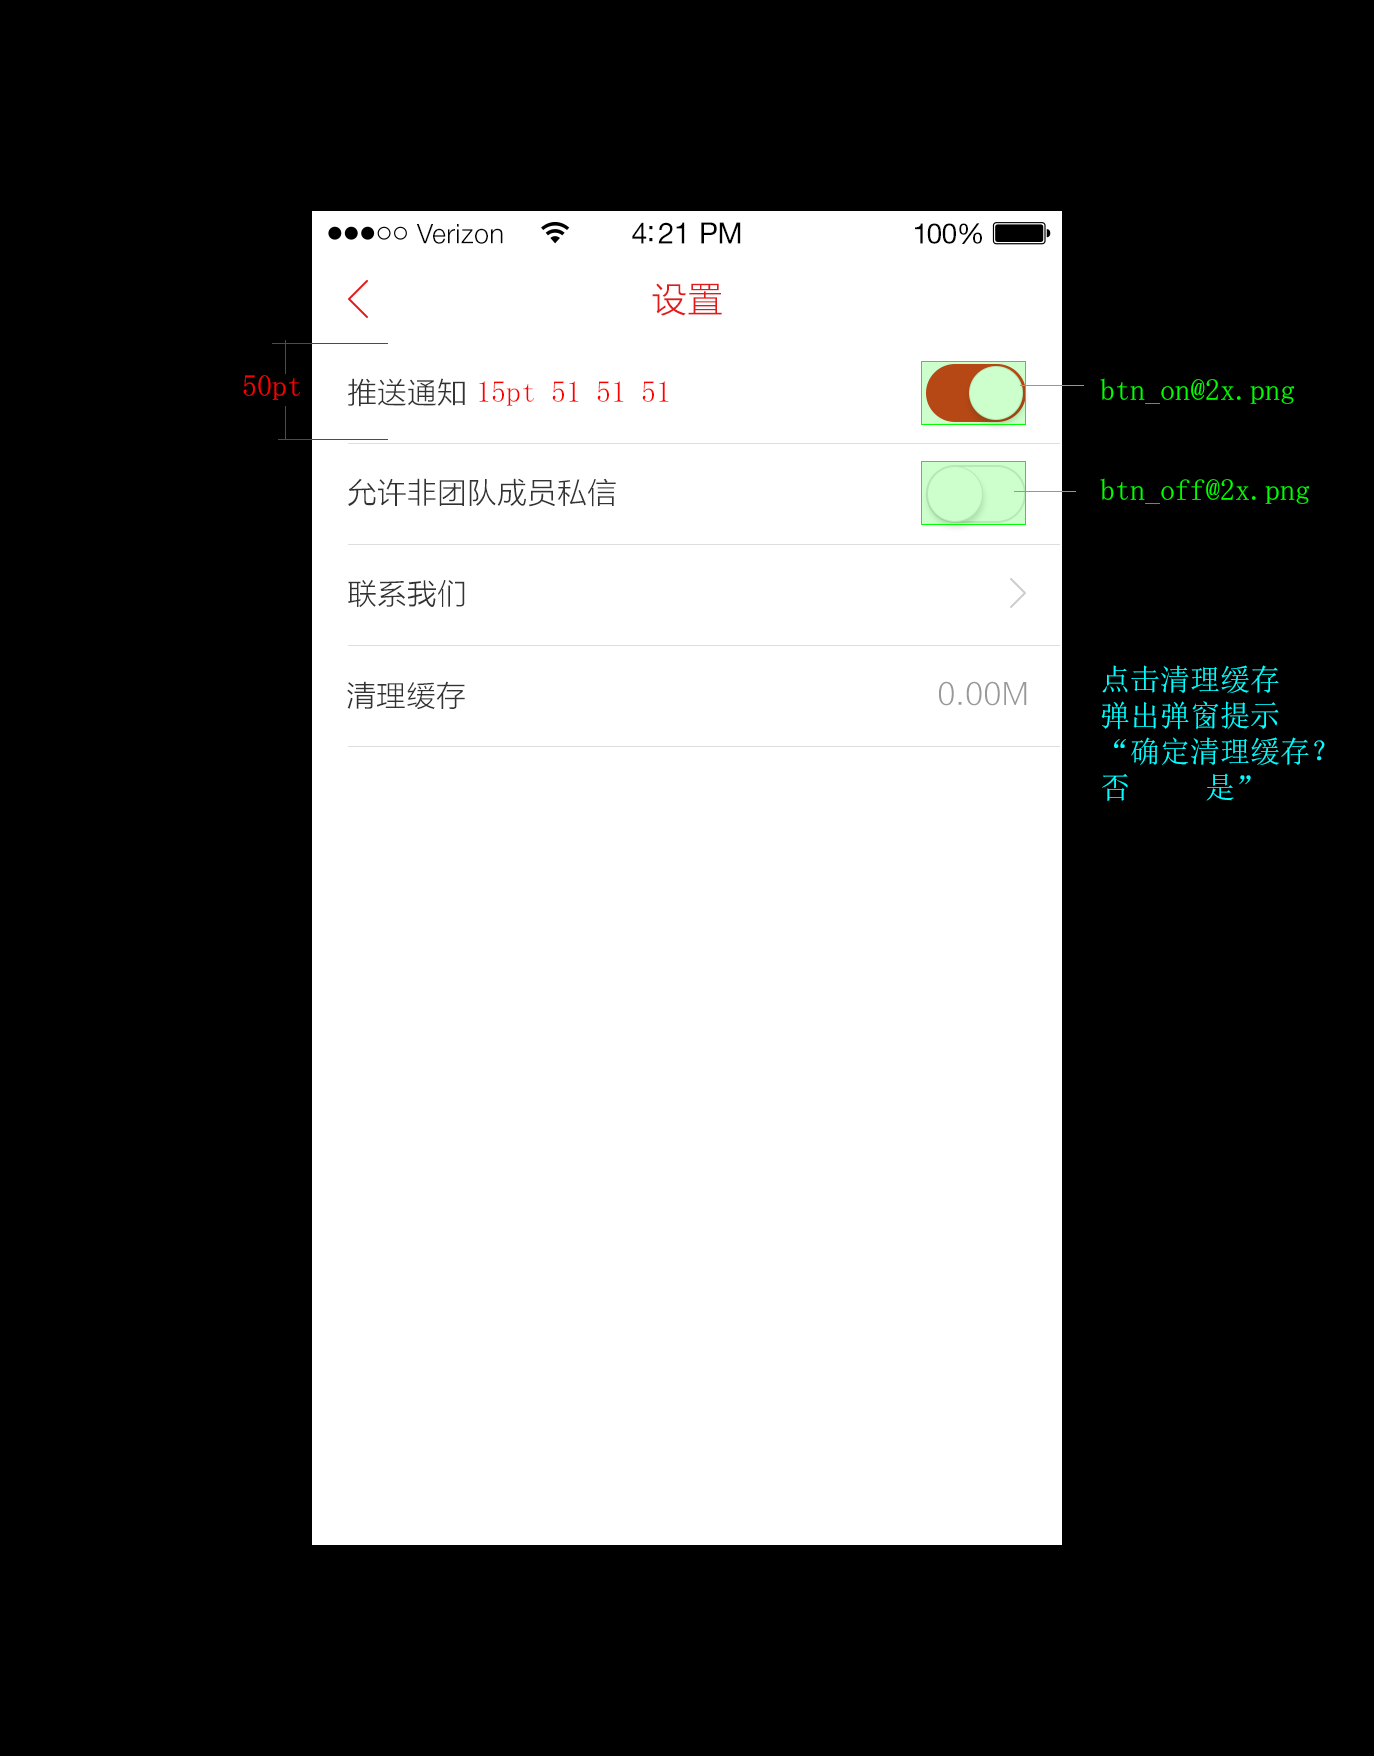 Verizon 4:21 PM 100%
设置
50pt
推送通知 15pt 51 51 51
btn_on@2x.png
允许非团队成员私信
btn_off@2x.png
联系我们
清理缓存 0.00M
点击清理缓存
弹出弹窗提示
“确定清理缓存？
否 是”